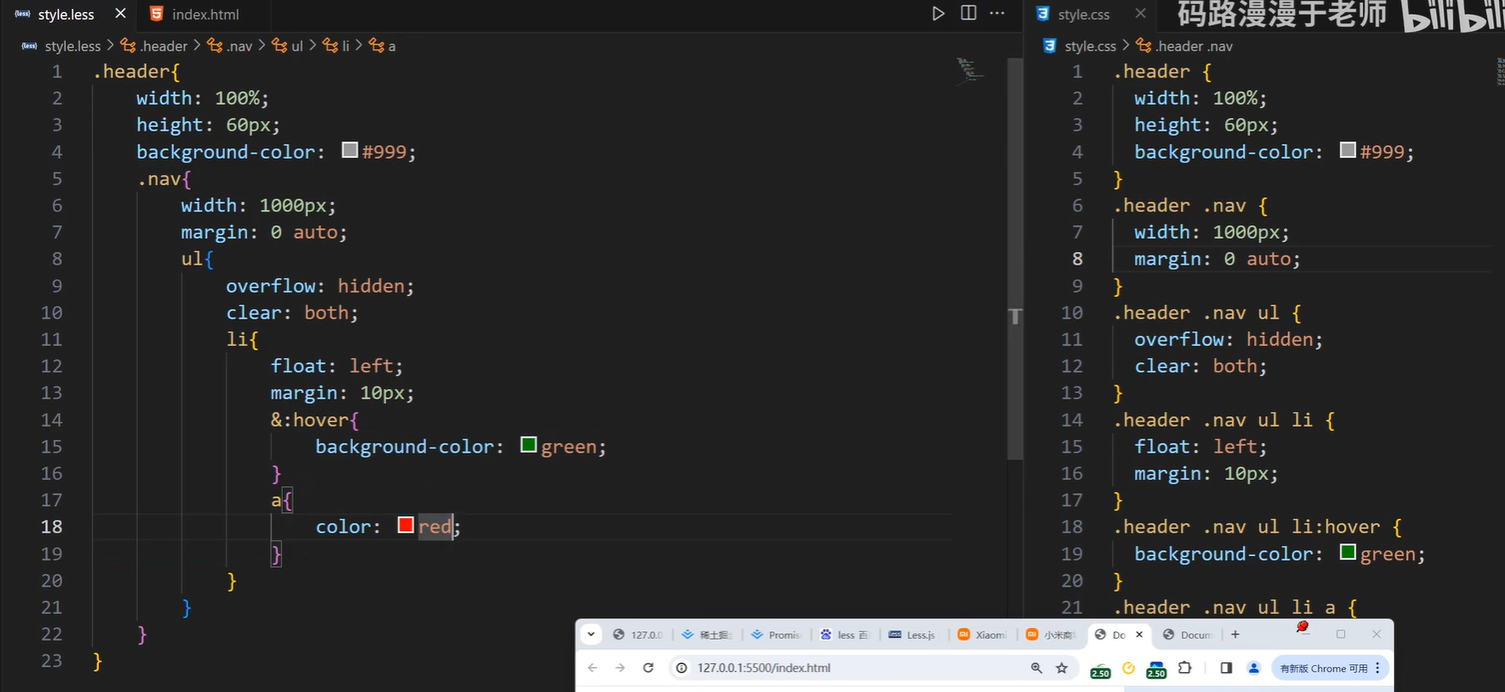 style.less
index.html
style.less > .header > .nav > ul > li > a
1 .header{
2 width: 100%;
3 height: 60px;
4 background-color: #999;
5 .nav{
6 width: 1000px;
7 margin: 0 auto;
8 ul{
9 overflow: hidden;
10 clear: both;
11 li{
12 float: left;
13 margin: 10px;
14 &:hover{
15 background-color: green;
16 }
17 a{
18 color: red;
19 }
20 }
21 }
22 }
23 }
style.css
码路漫漫于老师
style.css > .header .nav
1 .header {
2 width: 100%;
3 height: 60px;
4 background-color: #999;
5 }
6 .header .nav {
7 width: 1000px;
8 margin: 0 auto;
9 }
10 .header .nav ul {
11 overflow: hidden;
12 clear: both;
13 }
14 .header .nav ul li {
15 float: left;
16 margin: 10px;
17 }
18 .header .nav ul li:hover {
19 background-color: green;
20 }
21 .header .nav ul li a {
127.0.0
稀土掘
Promis
less 百
Less.js
Xiaom
小米商
Do
Docum
127.0.0.1:5500/index.html
2.50
2.50
有新版 Chrome 可用